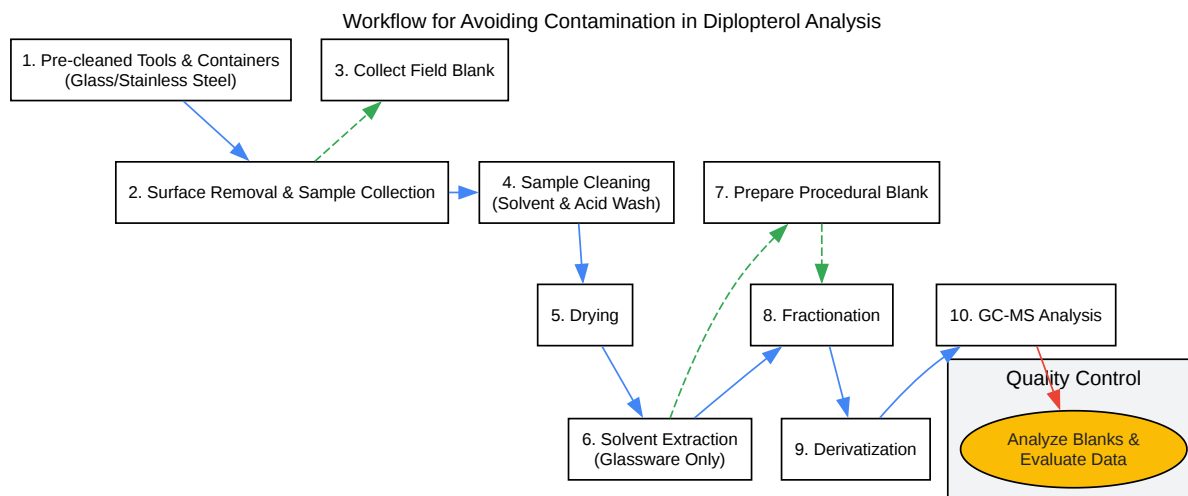 Workflow for Avoiding Contamination in Diplopterol Analysis
1. Pre-cleaned Tools & Containers
(Glass/Stainless Steel)
3. Collect Field Blank
2. Surface Removal & Sample Collection
4. Sample Cleaning
(Solvent & Acid Wash)
7. Prepare Procedural Blank
5. Drying
8. Fractionation
10. GC-MS Analysis
Quality Control
6. Solvent Extraction
(Glassware Only)
9. Derivatization
Analyze Blanks &
Evaluate Data